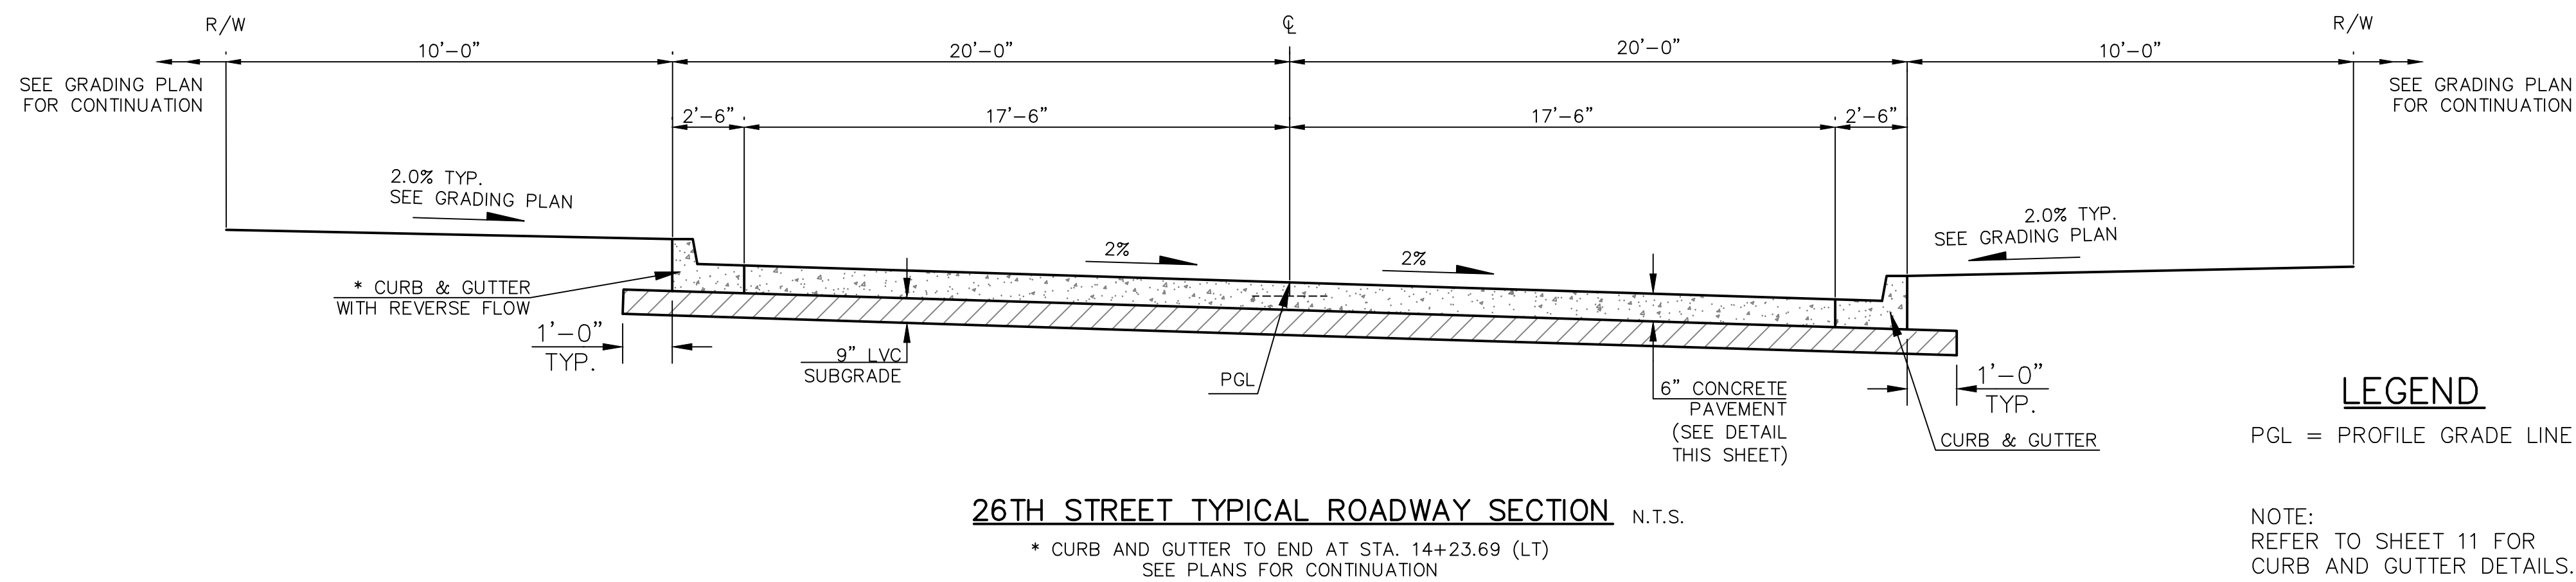 R/W
℄
R/W
10'-0"
20'-0"
20'-0"
10'-0"
SEE GRADING PLAN
FOR CONTINUATION
SEE GRADING PLAN
FOR CONTINUATION
2'-6"
17'-6"
17'-6"
2'-6"
2.0% TYP.
SEE GRADING PLAN
2.0% TYP.
SEE GRADING PLAN
2%
2%
* CURB & GUTTER
WITH REVERSE FLOW
1'-0"
TYP.
9" LVC
SUBGRADE
PGL
6" CONCRETE
PAVEMENT
(SEE DETAIL
THIS SHEET)
1'-0"
TYP.
CURB & GUTTER
LEGEND
PGL = PROFILE GRADE LINE
26TH STREET TYPICAL ROADWAY SECTION N.T.S.
* CURB AND GUTTER TO END AT STA. 14+23.69 (LT)
SEE PLANS FOR CONTINUATION
NOTE:
REFER TO SHEET 11 FOR
CURB AND GUTTER DETAILS.